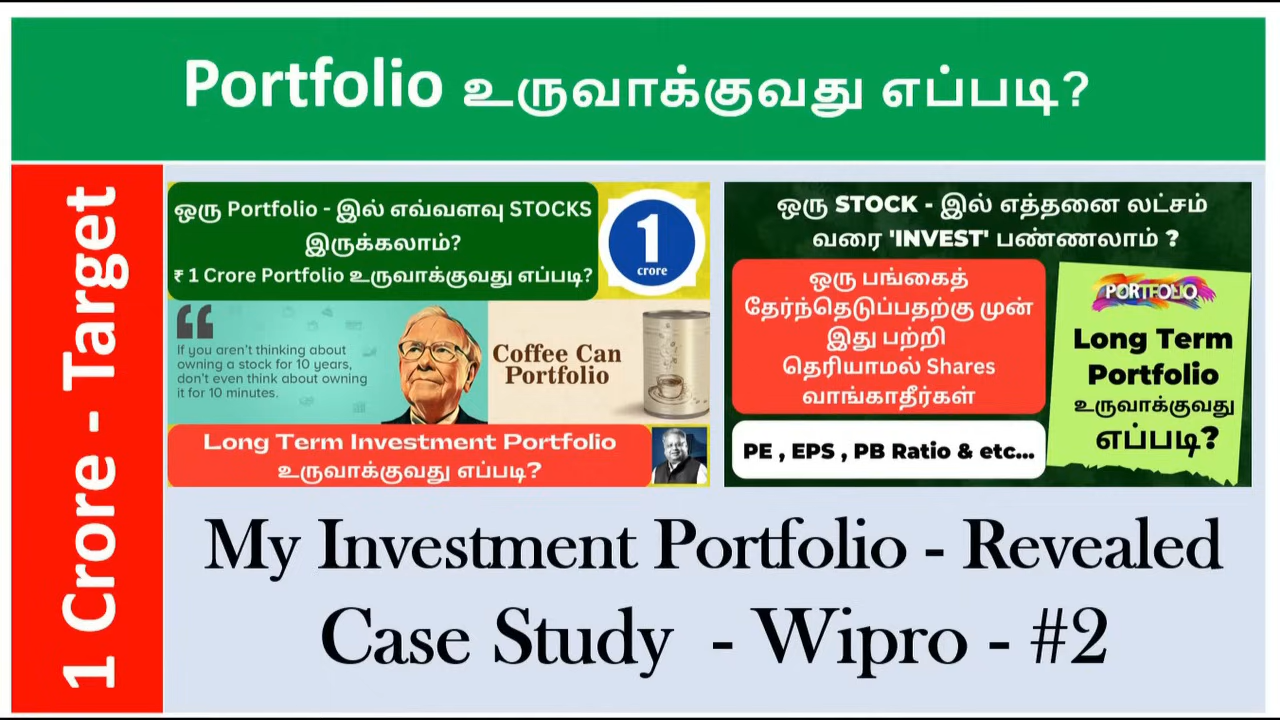 Portfolio உருவாக்குவது எப்படி?
1 Crore - Target
ஒரு Portfolio - இல் எவ்வளவு STOCKS
இருக்கலாம்?
₹ 1 Crore Portfolio உருவாக்குவது எப்படி?
1
crore
If you aren't thinking about
owning a stock for 10 years,
don't even think about owning
it for 10 minutes.
Coffee Can
Portfolio
Long Term Investment Portfolio
உருவாக்குவது எப்படி?
ஒரு STOCK - இல் எத்தனை லட்சம்
வரை 'INVEST' பண்ணலாம் ?
ஒரு பங்கைத்
தேர்ந்தெடுப்பதற்கு முன்
இது பற்றி
தெரியாமல் Shares
வாங்காதீர்கள்
PE , EPS , PB Ratio & etc...
PORTFOLIO
Long Term
Portfolio
உருவாக்குவது
எப்படி?
My Investment Portfolio - Revealed
Case Study - Wipro - #2